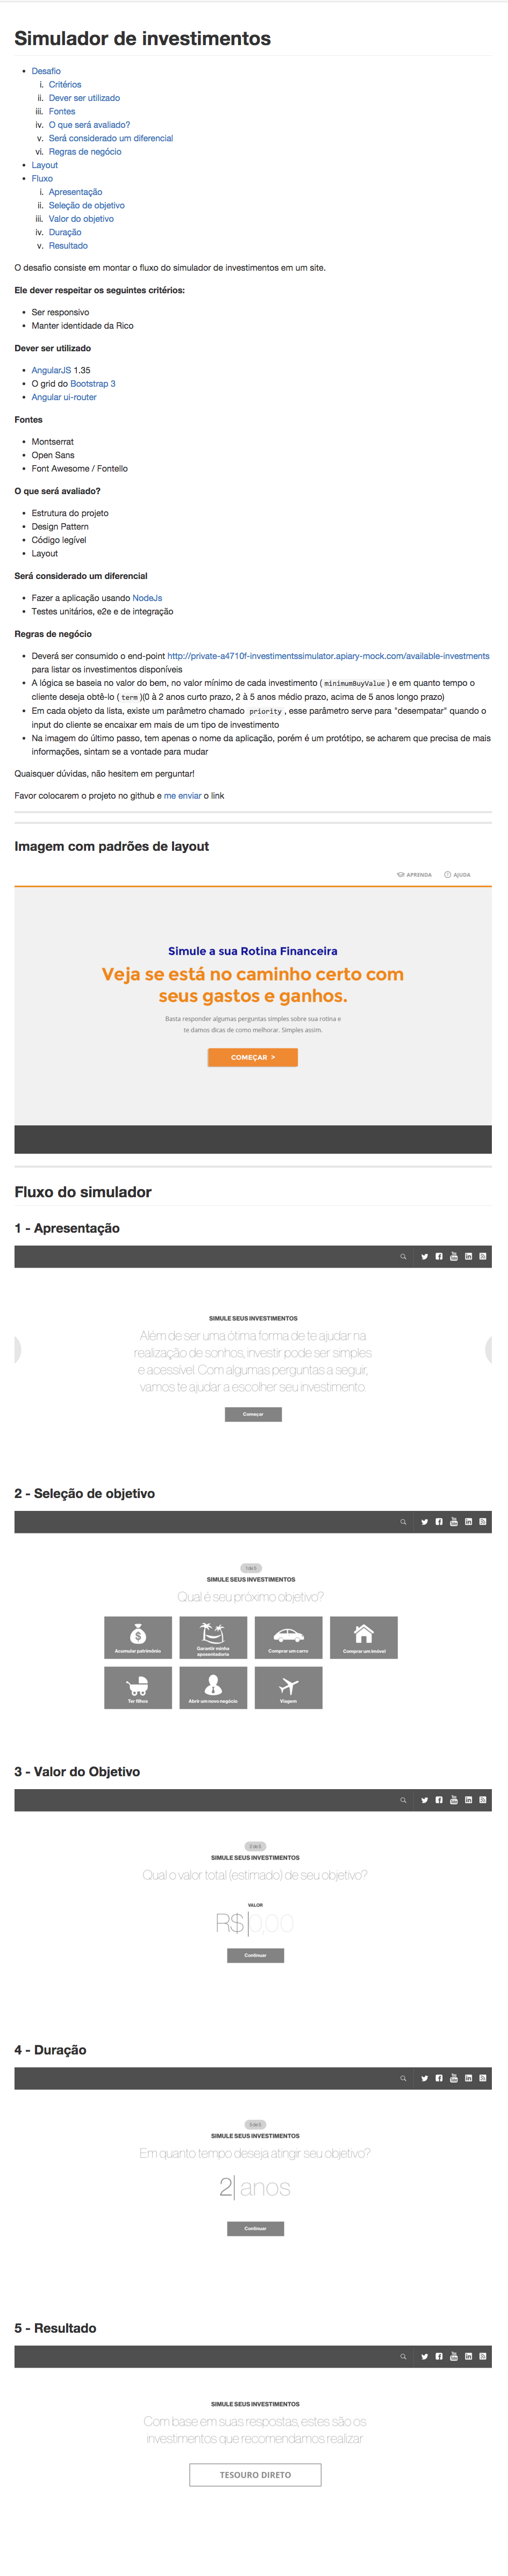 Simulador de investimentos
• Desafio
i. Critérios
ii. Dever ser utilizado
iii. Fontes
iv. O que será avaliado?
v. Será considerado um diferencial
vi. Regras de negócio
• Layout
• Fluxo
i. Apresentação
ii. Seleção de objetivo
iii. Valor do objetivo
iv. Duração
v. Resultado
O desafio consiste em montar o fluxo do simulador de investimentos em um site.
Ele dever respeitar os seguintes critérios:
• Ser responsivo
• Manter identidade da Rico
Dever ser utilizado
• AngularJS 1.35
• O grid do Bootstrap 3
• Angular ui-router
Fontes
• Montserrat
• Open Sans
• Font Awesome / Fontello
O que será avaliado?
• Estrutura do projeto
• Design Pattern
• Código legível
• Layout
Será considerado um diferencial
• Fazer a aplicação usando NodeJs
• Testes unitários, e2e e de integração
Regras de negócio
• Deverá ser consumido o end-point http://private-a4710f-investimentssimulator.apiary-mock.com/available-investments
para listar os investimentos disponíveis
• A lógica se baseia no valor do bem, no valor mínimo de cada investimento ( minimumBuyValue ) e em quanto tempo o
cliente deseja obtê-lo ( term )(0 à 2 anos curto prazo, 2 à 5 anos médio prazo, acima de 5 anos longo prazo)
• Em cada objeto da lista, existe um parâmetro chamado priority , esse parâmetro serve para "desempatar" quando o
input do cliente se encaixar em mais de um tipo de investimento
• Na imagem do último passo, tem apenas o nome da aplicação, porém é um protótipo, se acharem que precisa de mais
informações, sintam se a vontade para mudar
Quaisquer dúvidas, não hesitem em perguntar!
Favor colocarem o projeto no github e me enviar o link
Imagem com padrões de layout
APRENDA ? AJUDA
Simule a sua Rotina Financeira
Veja se está no caminho certo com
seus gastos e ganhos.
Basta responder algumas perguntas simples sobre sua rotina e
te damos dicas de como melhorar. Simples assim.
COMEÇAR >
Fluxo do simulador
1 - Apresentação
You Tube in
SIMULE SEUS INVESTIMENTOS
Além de ser uma ótima forma de te ajudar na
realização de sonhos, investir pode ser simples
e acessível. Com algumas perguntas a seguir,
vamos te ajudar a escolher seu investimento.
Começar
2 - Seleção de objetivo
You Tube in
1 de 5
SIMULE SEUS INVESTIMENTOS
Qual é seu próximo objetivo?
$
Acumular patrimônio
Garantir minha
aposentadoria
Comprar um carro
Comprar um imóvel
Ter filhos
Abrir um novo negócio
Viagem
3 - Valor do Objetivo
You Tube in
2 de 5
SIMULE SEUS INVESTIMENTOS
Qual o valor total (estimado) de seu objetivo?
VALOR
R$ 0,00
Continuar
4 - Duração
You Tube in
SIMULE SEUS INVESTIMENTOS
Em quanto tempo deseja atingir seu objetivo?
2 anos
Continuar
5 - Resultado
You Tube in
SIMULE SEUS INVESTIMENTOS
Com base em suas respostas, estes são os
investimentos que recomendamos realizar
TESOURO DIRETO